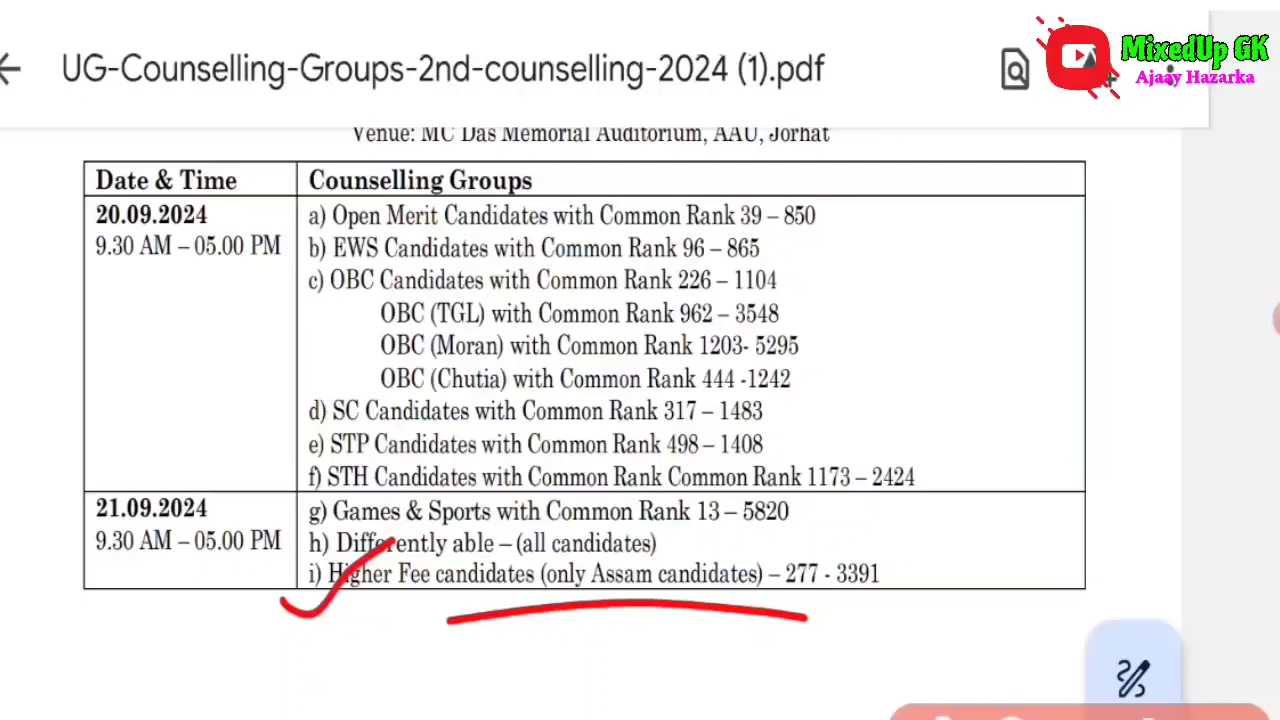 MixedUp GK
Ajaay Hazarka
UG-Counselling-Groups-2nd-counselling-2024 (1).pdf
Venue: MC Das Memorial Auditorium, AAU, Jorhat
Date & Time
Counselling Groups
20.09.2024
9.30 AM – 05.00 PM
a) Open Merit Candidates with Common Rank 39 – 850
b) EWS Candidates with Common Rank 96 – 865
c) OBC Candidates with Common Rank 226 – 1104
OBC (TGL) with Common Rank 962 – 3548
OBC (Moran) with Common Rank 1203- 5295
OBC (Chutia) with Common Rank 444 -1242
d) SC Candidates with Common Rank 317 – 1483
e) STP Candidates with Common Rank 498 – 1408
f) STH Candidates with Common Rank Common Rank 1173 – 2424
21.09.2024
9.30 AM – 05.00 PM
g) Games & Sports with Common Rank 13 – 5820
h) Differently able – (all candidates)
i) Higher Fee candidates (only Assam candidates) – 277 - 3391